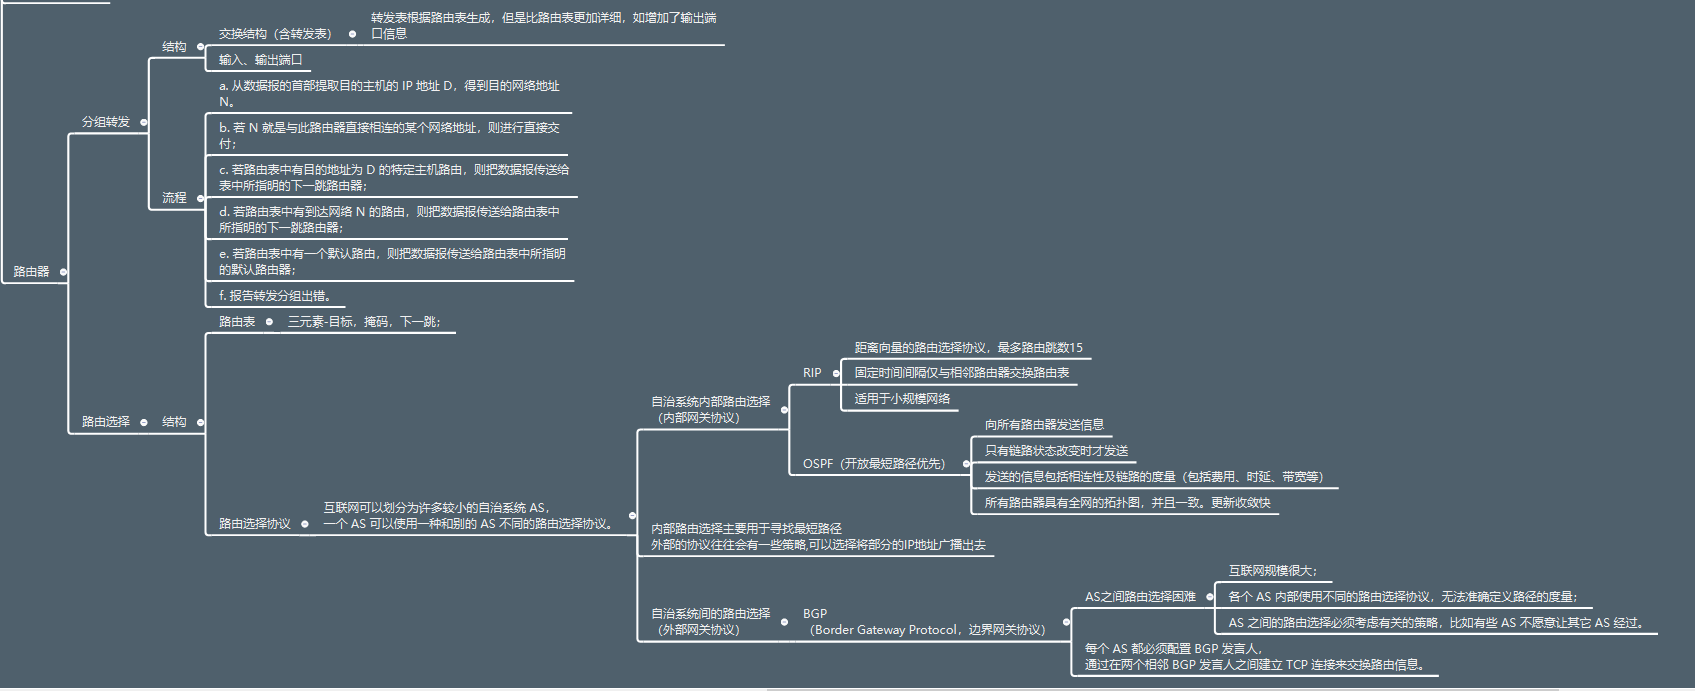 转发表根据路由表生成，但是比路由表更加详细，如增加了输出端
口信息
交换结构（含转发表）
结构
输入、输出端口
a. 从数据报的首部提取目的主机的 IP 地址 D，得到目的网络地址
N。
分组转发
b. 若 N 就是与此路由器直接相连的某个网络地址，则进行直接交
付；
c. 若路由表中有目的地址为 D 的特定主机路由，则把数据报传送给
表中所指明的下一跳路由器；
流程
d. 若路由表中有到达网络 N 的路由，则把数据报传送给路由表中
所指明的下一跳路由器；
e. 若路由表中有一个默认路由，则把数据报传送给路由表中所指明
的默认路由器；
路由器
f. 报告转发分组出错。
路由表
三元素-目标，掩码，下一跳；
路由选择
结构
路由选择协议
互联网可以划分为许多较小的自治系统 AS，
一个 AS 可以使用一种和别的 AS 不同的路由选择协议。
自治系统内部路由选择
（内部网关协议）
RIP
距离向量的路由选择协议，最多路由跳数15
固定时间间隔仅与相邻路由器交换路由表
适用于小规模网络
OSPF（开放最短路径优先）
向所有路由器发送信息
只有链路状态改变时才发送
发送的信息包括相连性及链路的度量（包括费用、时延、带宽等）
所有路由器具有全网的拓扑图，并且一致。更新收敛快
内部路由选择主要用于寻找最短路径
外部的协议往往会有一些策略,可以选择将部分的IP地址广播出去
自治系统间的路由选择
（外部网关协议）
BGP
（Border Gateway Protocol，边界网关协议）
AS之间路由选择困难
互联网规模很大；
各个 AS 内部使用不同的路由选择协议，无法准确定义路径的度量；
AS 之间的路由选择必须考虑有关的策略，比如有些 AS 不愿意让其它 AS 经过。
每个 AS 都必须配置 BGP 发言人，
通过在两个相邻 BGP 发言人之间建立 TCP 连接来交换路由信息。